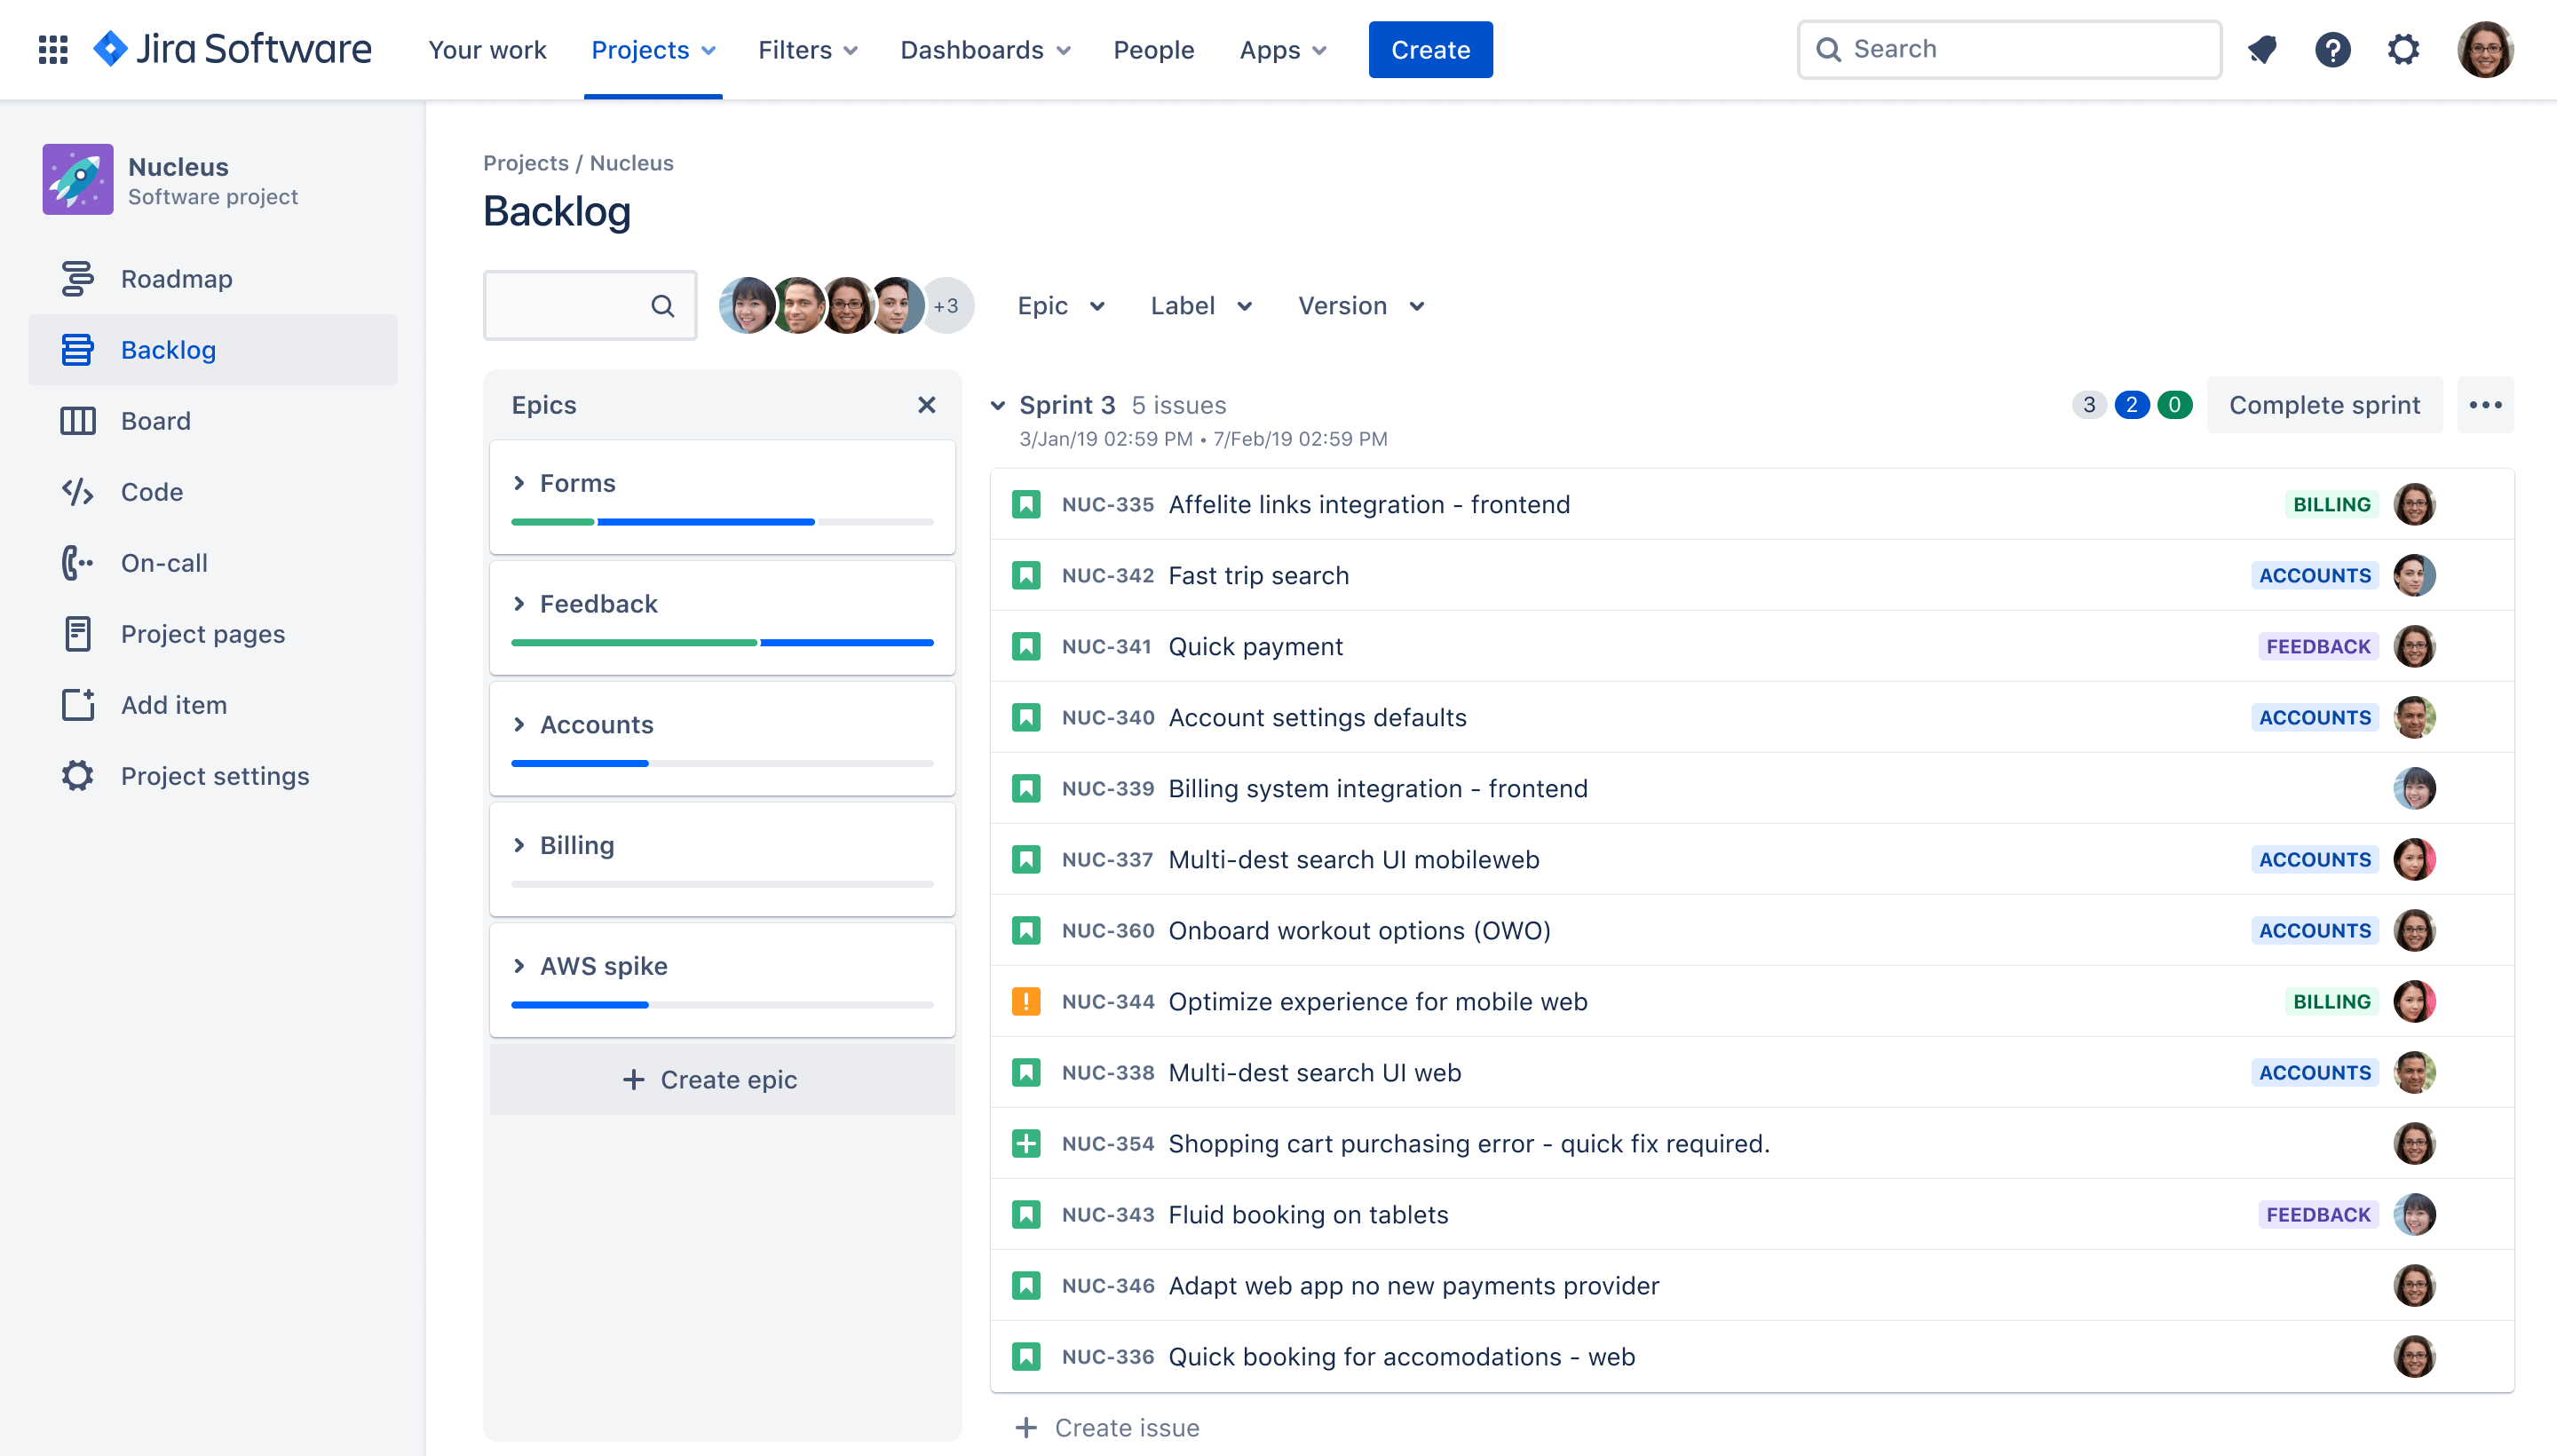 Jira Software
Your work
Projects
Filters
Dashboards
People
Apps
Create
Search
Nucleus
Software project
Roadmap
Backlog
Board
Code
On-call
Project pages
Add item
Project settings
Projects / Nucleus
Backlog
+3
Epic
Label
Version
Epics
Forms
Feedback
Accounts
Billing
AWS spike
Create epic
Sprint 3 5 issues
3 2 0
Complete sprint
3/Jan/19 02:59 PM • 7/Feb/19 02:59 PM
NUC-335 Affelite links integration - frontend BILLING
NUC-342 Fast trip search ACCOUNTS
NUC-341 Quick payment FEEDBACK
NUC-340 Account settings defaults ACCOUNTS
NUC-339 Billing system integration - frontend
NUC-337 Multi-dest search UI mobileweb ACCOUNTS
NUC-360 Onboard workout options (OWO) ACCOUNTS
NUC-344 Optimize experience for mobile web BILLING
NUC-338 Multi-dest search UI web ACCOUNTS
NUC-354 Shopping cart purchasing error - quick fix required.
NUC-343 Fluid booking on tablets FEEDBACK
NUC-346 Adapt web app no new payments provider
NUC-336 Quick booking for accomodations - web
Create issue